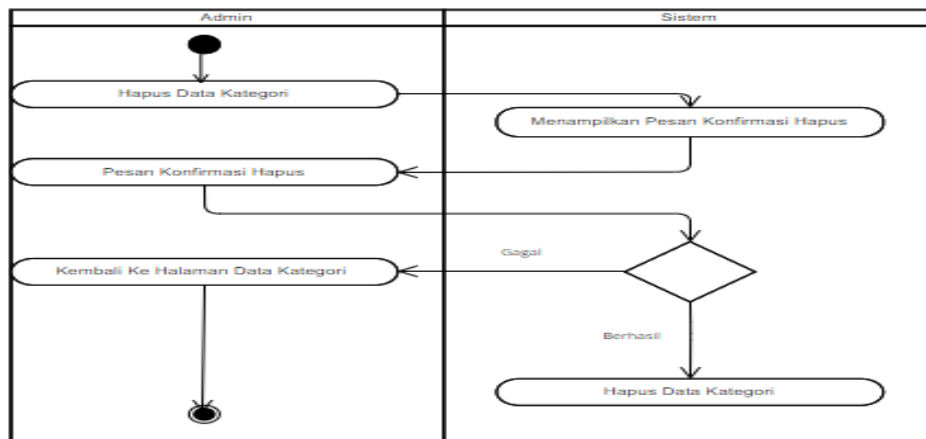 Admin
Sistem
Hapus Data Kategori
Menampilkan Pesan Konfirmasi Hapus
Pesan Konfirmasi Hapus
Gagal
Kembali Ke Halaman Data Kategori
Berhasil
Hapus Data Kategori